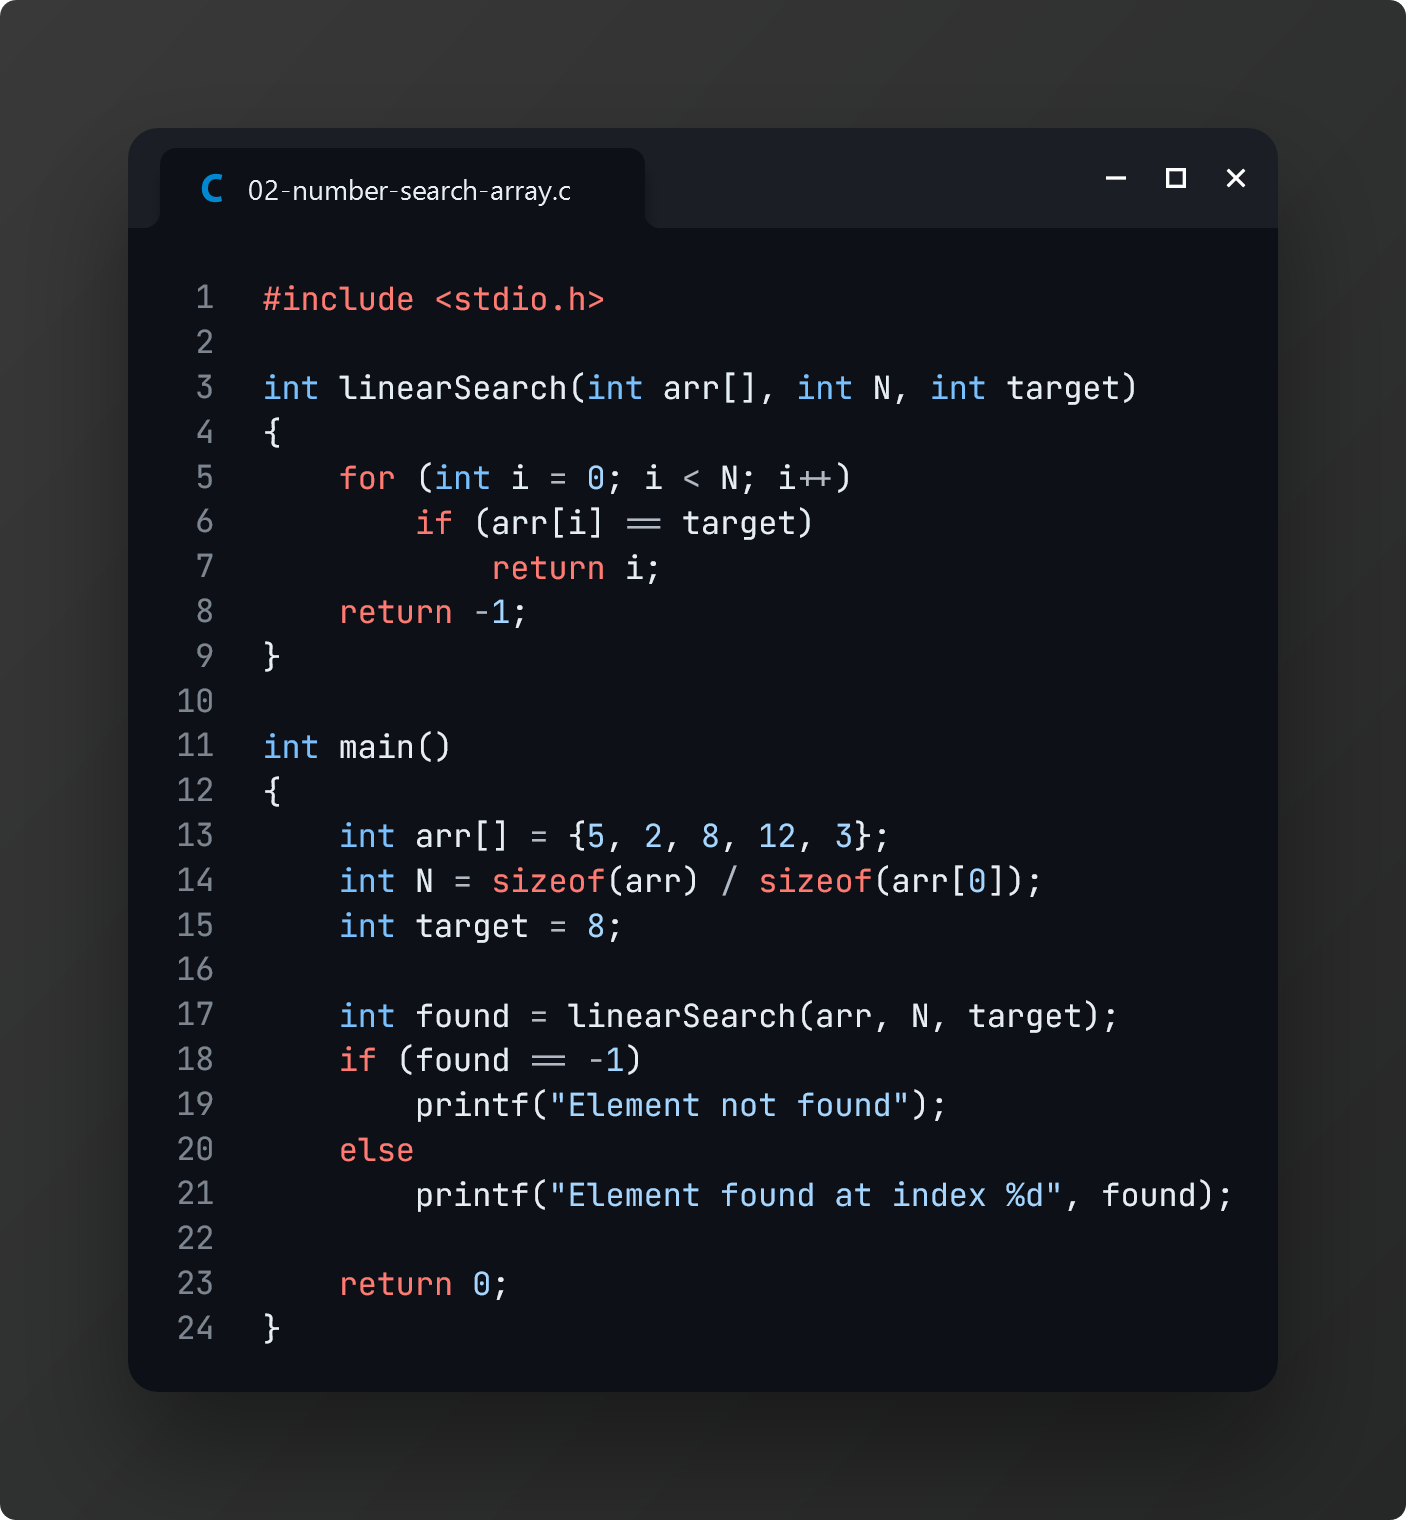 C 02-number-search-array.c
1 #include <stdio.h>
2
3 int linearSearch(int arr[], int N, int target)
4 {
5     for (int i = 0; i < N; i++)
6         if (arr[i] == target)
7             return i;
8     return -1;
9 }
10
11 int main()
12 {
13     int arr[] = {5, 2, 8, 12, 3};
14     int N = sizeof(arr) / sizeof(arr[0]);
15     int target = 8;
16
17     int found = linearSearch(arr, N, target);
18     if (found == -1)
19         printf("Element not found");
20     else
21         printf("Element found at index %d", found);
22
23     return 0;
24 }